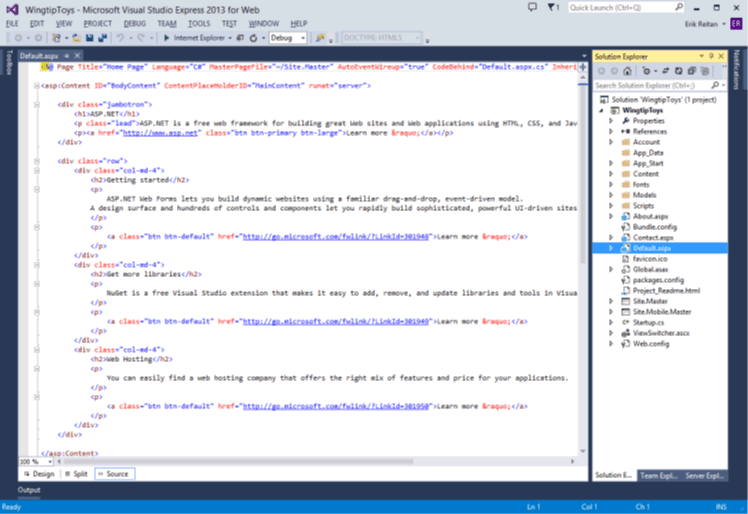 WingtipToys - Microsoft Visual Studio Express 2013 for Web
1
Quick Launch (Ctrl+Q)
FILE EDIT VIEW PROJECT DEBUG TEAM TOOLS TEST WINDOW HELP
Erik Reitan
ER
Internet Explorer
Debug
DOCTYPE: HTML5
Toolbox
Default.aspx
<%@ Page Title="Home Page" Language="C#" MasterPageFile="~/Site.Master" AutoEventWireup="true" CodeBehind="Default.aspx.cs" Inheri
<asp:Content ID="BodyContent" ContentPlaceHolderID="MainContent" runat="server">
<div class="jumbotron">
<h1>ASP.NET</h1>
<p class="lead">ASP.NET is a free web framework for building great Web sites and Web applications using HTML, CSS, and Jav
<p><a href="http://www.asp.net" class="btn btn-primary btn-large">Learn more &raquo;</a></p>
</div>
<div class="row">
<div class="col-md-4">
<h2>Getting started</h2>
<p>
ASP.NET Web Forms lets you build dynamic websites using a familiar drag-and-drop, event-driven model.
A design surface and hundreds of controls and components let you rapidly build sophisticated, powerful UI-driven sites
</p>
<p>
<a class="btn btn-default" href="http://go.microsoft.com/fwlink/?LinkId=301948">Learn more &raquo;</a>
</p>
</div>
<div class="col-md-4">
<h2>Get more libraries</h2>
<p>
NuGet is a free Visual Studio extension that makes it easy to add, remove, and update libraries and tools in Visua
</p>
<p>
<a class="btn btn-default" href="http://go.microsoft.com/fwlink/?LinkId=301949">Learn more &raquo;</a>
</p>
</div>
<div class="col-md-4">
<h2>Web Hosting</h2>
<p>
You can easily find a web hosting company that offers the right mix of features and price for your applications.
</p>
<p>
<a class="btn btn-default" href="http://go.microsoft.com/fwlink/?LinkId=301950">Learn more &raquo;</a>
</p>
</div>
</div>
</asp:Content>
100 %
Design Split Source
Solution Explorer
Search Solution Explorer (Ctrl+;)
Solution 'WingtipToys' (1 project)
WingtipToys
Properties
References
Account
App_Data
App_Start
Content
fonts
Models
Scripts
About.aspx
Bundle.config
Contact.aspx
Default.aspx
favicon.ico
Global.asax
packages.config
Project_Readme.html
Site.Master
Site.Mobile.Master
Startup.cs
ViewSwitcher.ascx
Web.config
Solution E... Team Expl... Server Expl...
Notifications
Output
Ready
Ln 1 Col 1 Ch 1 INS